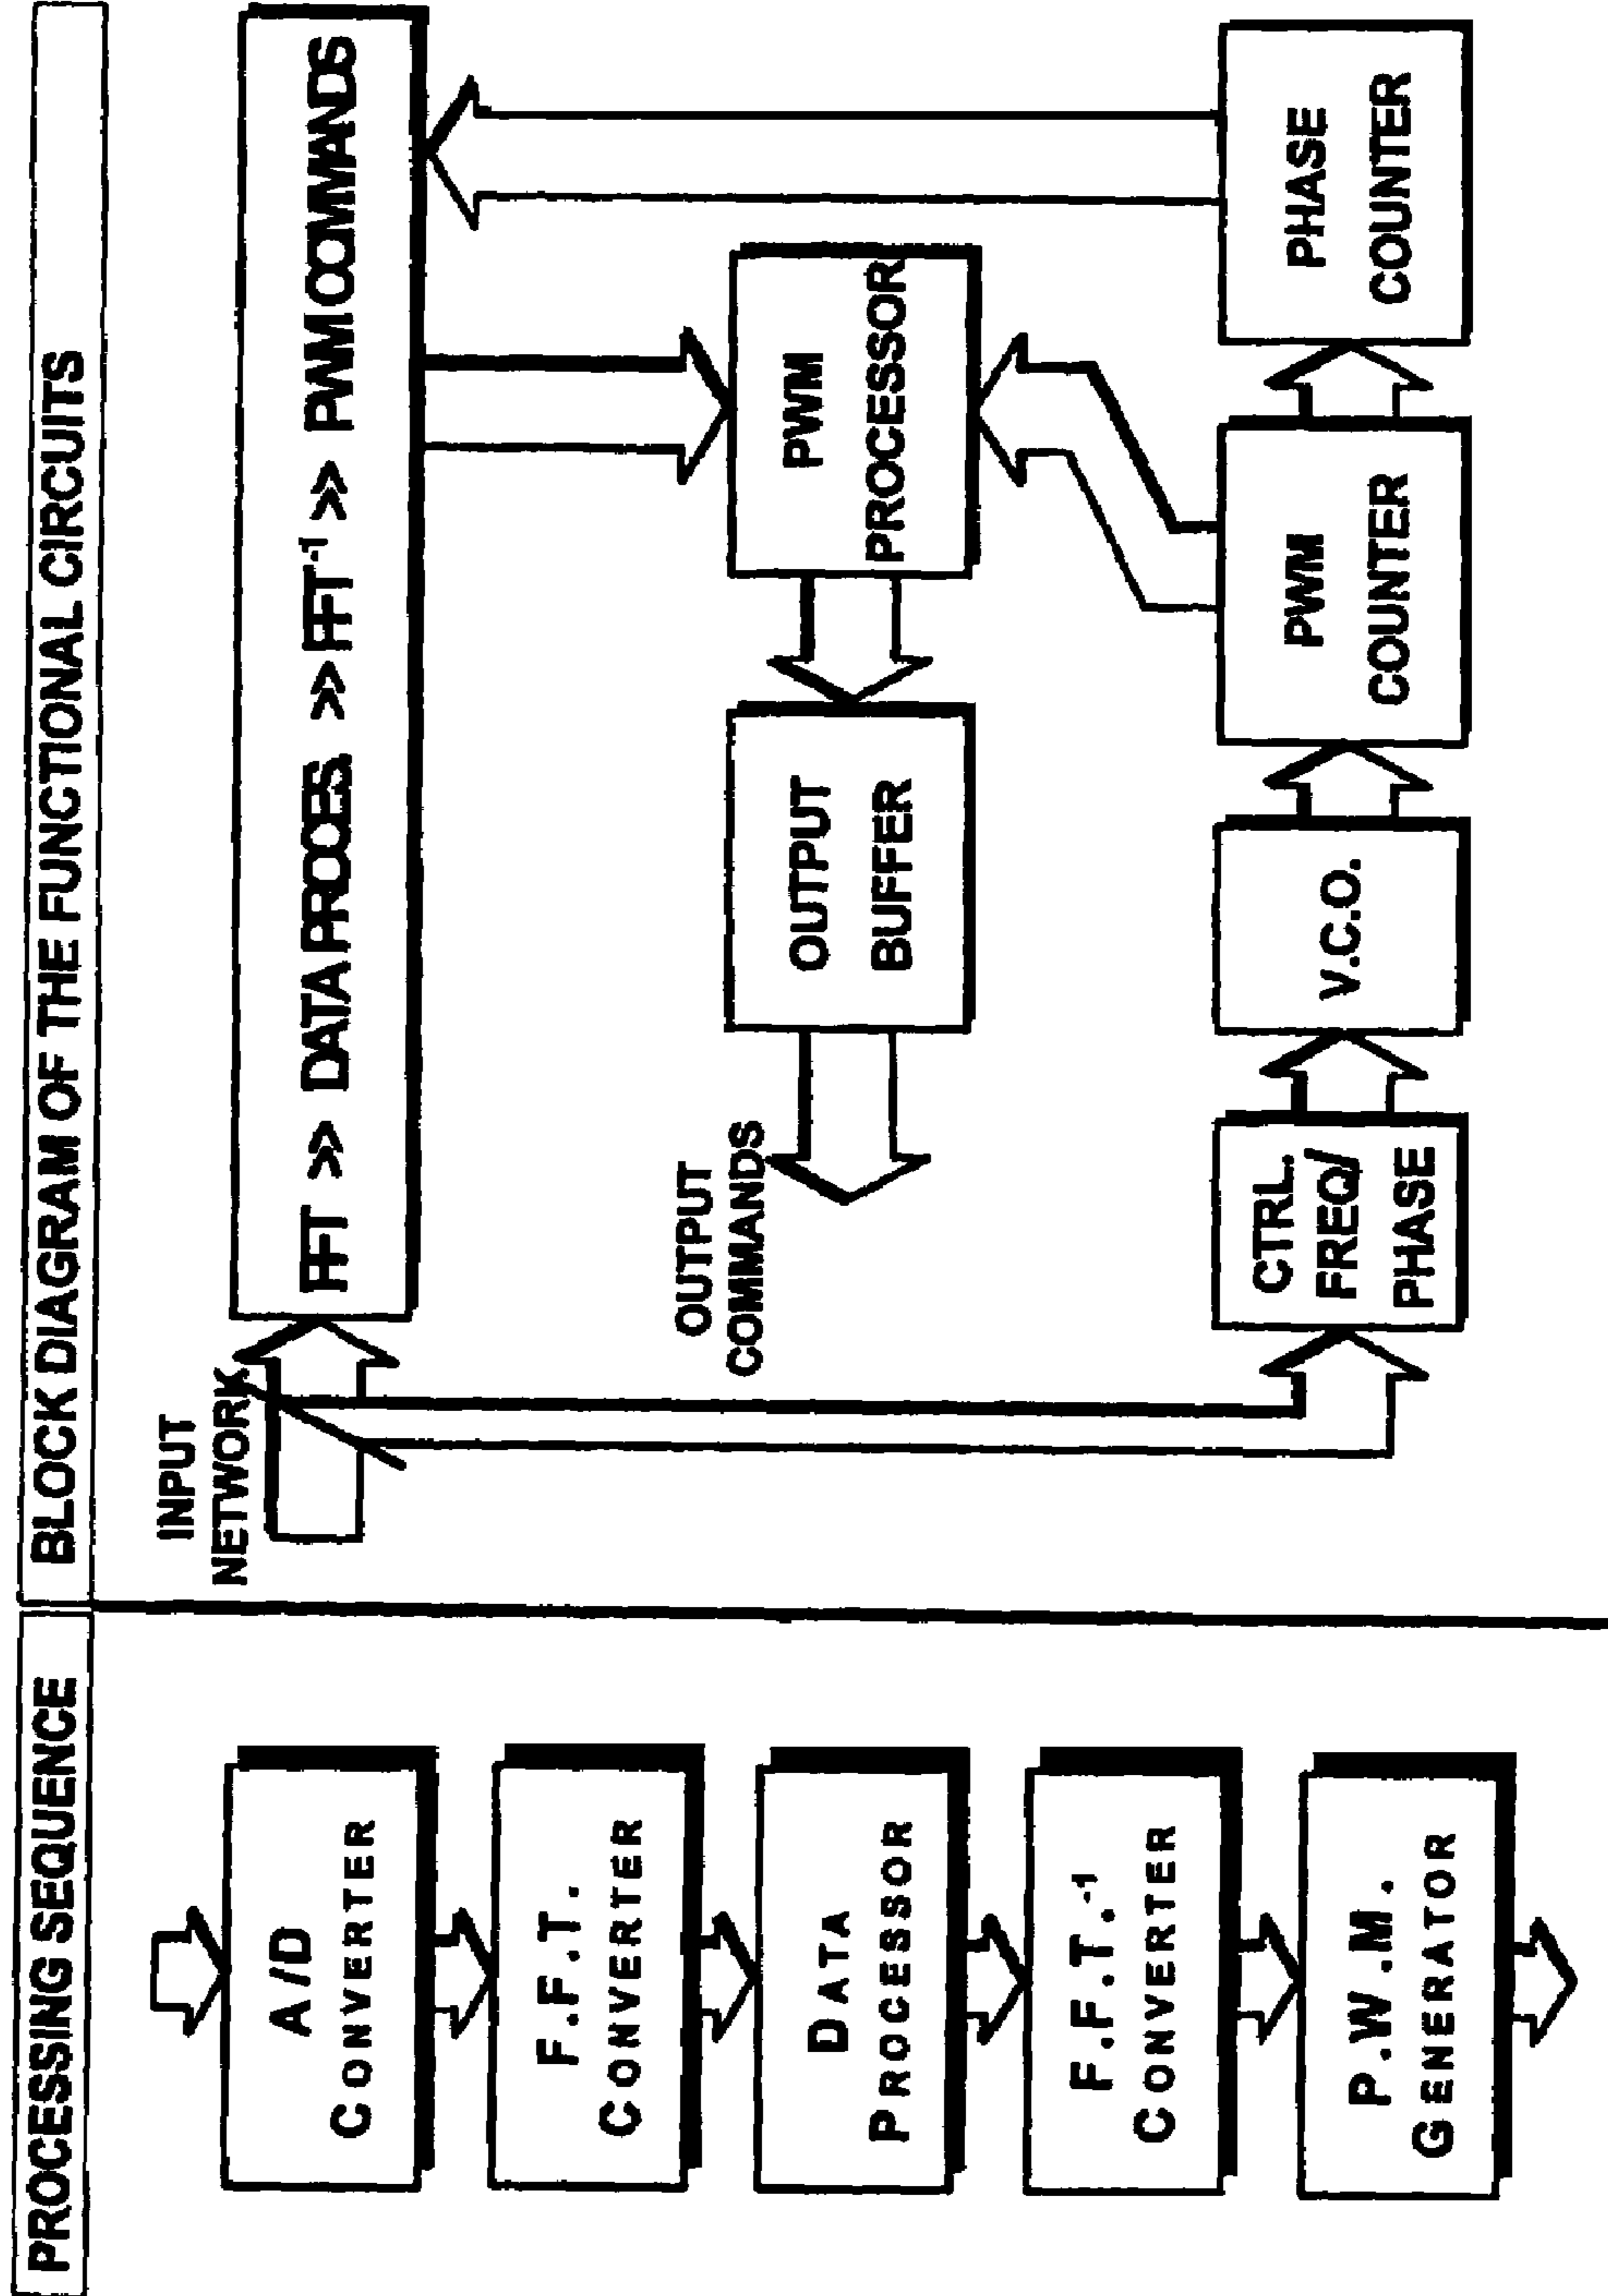 PROCESSING SEQUENCE
A/D
CONVERTER
F.F.T.
CONVERTER
DATA
PROCESSOR
F.F.T.-1
CONVERTER
P.W.M.
GENERATOR
BLOCK DIAGRAM OF THE FUNCTIONAL CIRCUITS
INPUT
NETWORK
FFT >> DATA PROCES. >> FFT-1 >> PWM COMMANDS
OUTPUT
COMMANDS
OUTPUT
BUFFER
PWM
PROCESSOR
CTRL.
FREQ/
PHASE
V.C.O.
PWM
COUNTER
PHASE
COUNTER